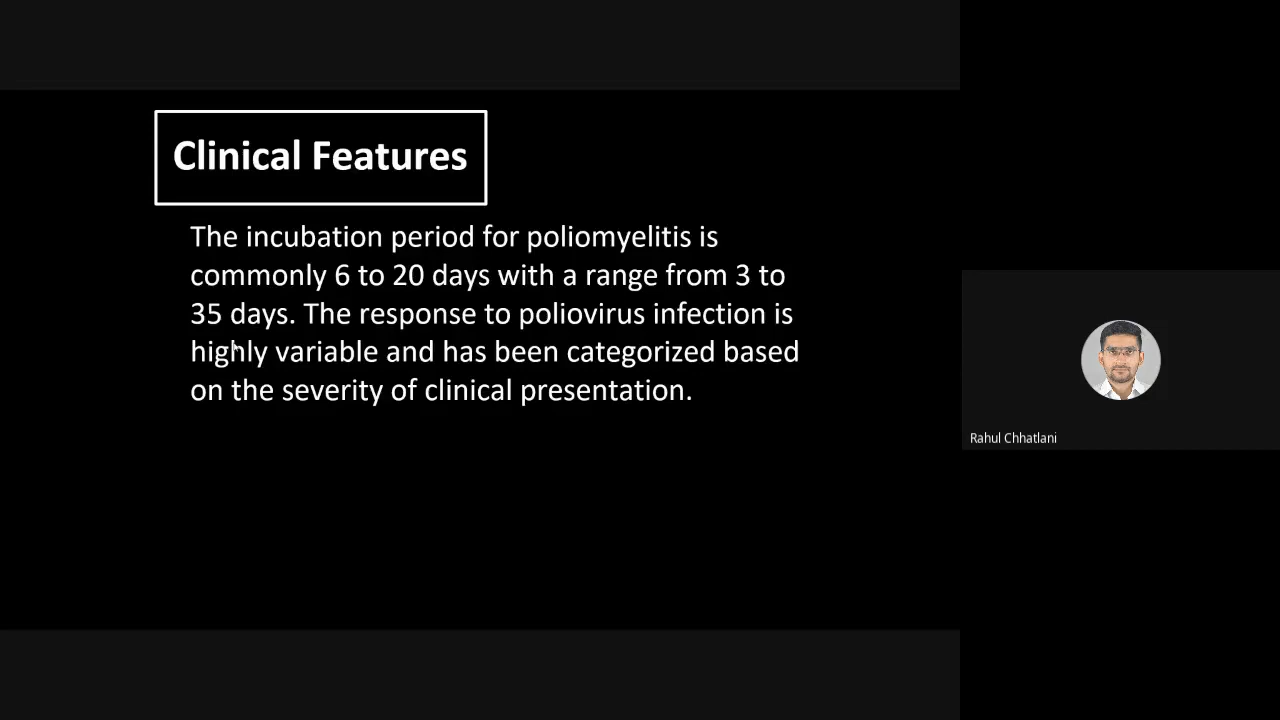 Clinical Features
The incubation period for poliomyelitis is
commonly 6 to 20 days with a range from 3 to
35 days. The response to poliovirus infection is
highly variable and has been categorized based
on the severity of clinical presentation.
Rahul Chhatlani